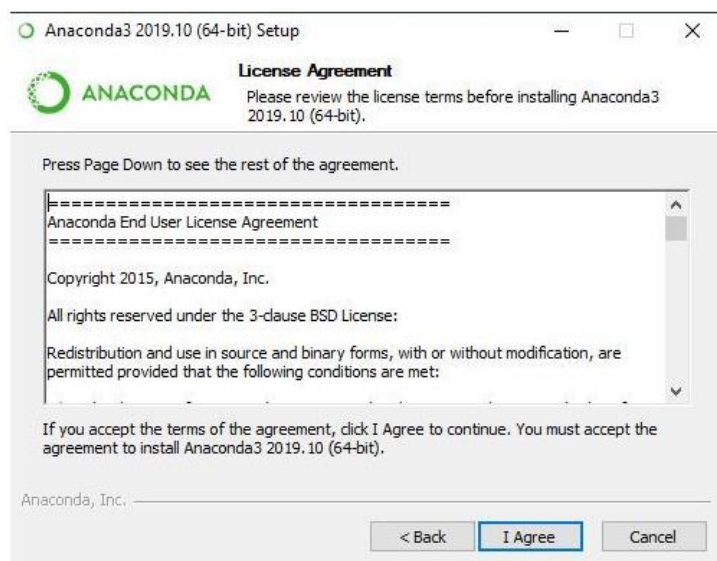 Anaconda3 2019.10 (64-bit) Setup
ANACONDA
License Agreement
Please review the license terms before installing Anaconda3
2019.10 (64-bit).
Press Page Down to see the rest of the agreement.
===================================
Anaconda End User License Agreement
===================================
Copyright 2015, Anaconda, Inc.
All rights reserved under the 3-clause BSD License:
Redistribution and use in source and binary forms, with or without modification, are
permitted provided that the following conditions are met:
If you accept the terms of the agreement, click I Agree to continue. You must accept the
agreement to install Anaconda3 2019.10 (64-bit).
Anaconda, Inc.
< Back
I Agree
Cancel